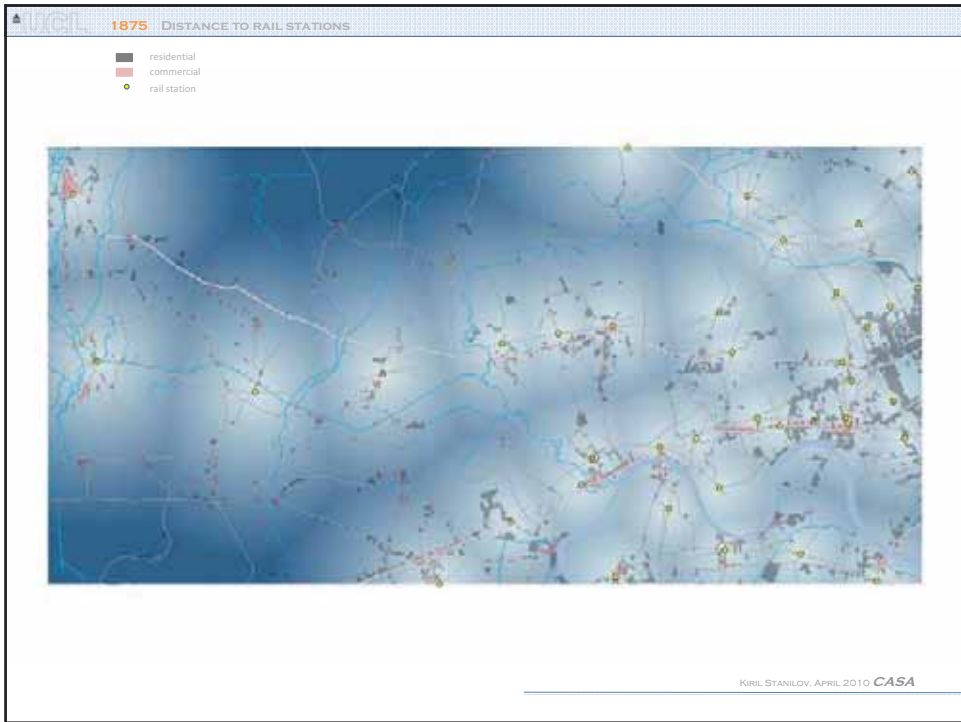 UCL
1875 DISTANCE TO RAIL STATIONS
residential
commercial
rail station
KIRIL STANILOV, APRIL 2010 CASA